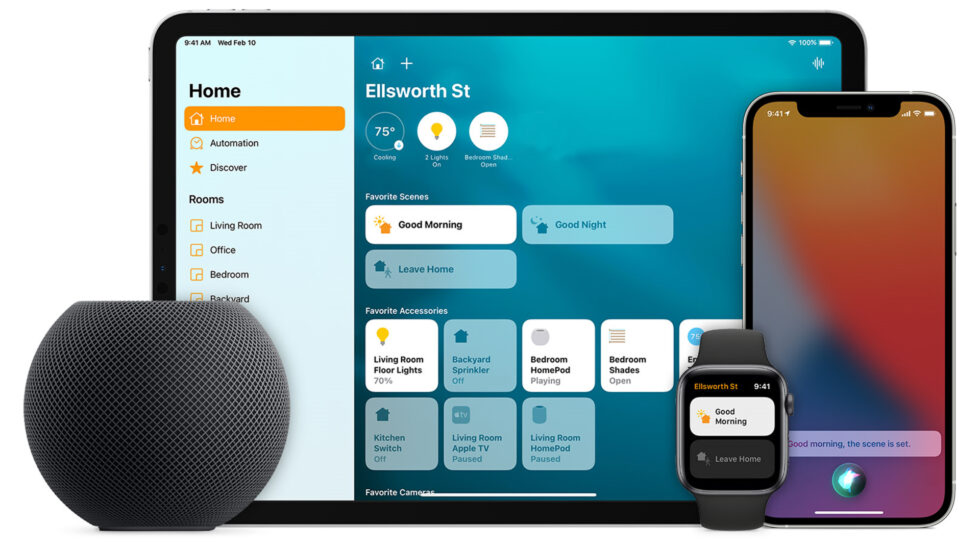 9:41 AM Wed Feb 10
100%
Home
Home
Automation
Discover
Rooms
Living Room
Office
Bedroom
Backyard
Ellsworth St
75°
Cooling
2 Lights
On
Bedroom Shad...
Open
Favorite Scenes
Good Morning
Good Night
Leave Home
Favorite Accessories
Living Room
Floor Lights
70%
Backyard
Sprinkler
Off
Bedroom
HomePod
Playing
Bedroom
Shades
Open
75°
Kitchen
Switch
Off
tv
Living Room
Apple TV
Paused
Living Room
HomePod
Paused
Favorite Cameras
Ellsworth St 9:41
Good
Morning
Leave Home
9:41
Good morning, the scene is set.